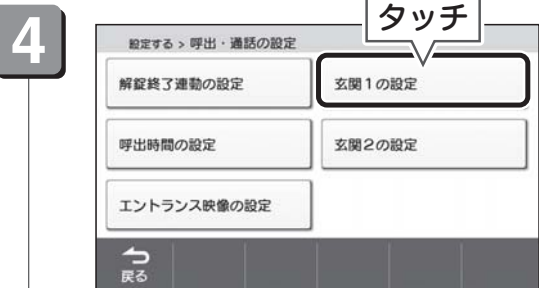 4
タッチ
設定する > 呼出・通話の設定
解錠終了連動の設定
玄関1の設定
呼出時間の設定
玄関2の設定
エントランス映像の設定
戻る